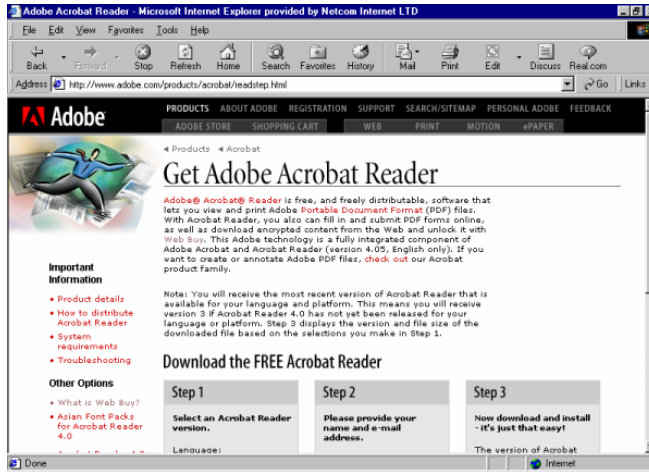 Adobe Acrobat Reader - Microsoft Internet Explorer provided by Netcom Internet LTD
File Edit View Favorites Tools Help
Back Forward Stop Refresh Home Search Favorites History Mail Print Edit Discuss Real.com
Address http://www.adobe.com/products/acrobat/readstep.html Go Links
Adobe
PRODUCTS ABOUT ADOBE REGISTRATION SUPPORT SEARCH/SITEMAP PERSONAL ADOBE FEEDBACK
ADOBE STORE SHOPPING CART WEB PRINT MOTION ePAPER
Products Acrobat
Get Adobe Acrobat Reader
Adobe® Acrobat® Reader is free, and freely distributable, software that
lets you view and print Adobe Portable Document Format (PDF) files.
With Acrobat Reader, you also can fill in and submit PDF forms online,
as well as download encrypted content from the Web and unlock it with
Web Buy. This Adobe technology is a fully integrated component of
Adobe Acrobat and Acrobat Reader (version 4.05, English only). If you
want to create or annotate Adobe PDF files, check out our Acrobat
product family.
Note: You will receive the most recent version of Acrobat Reader that is
available for your language and platform. This means you will receive
version 3 if Acrobat Reader 4.0 has not yet been released for your
language or platform. Step 3 displays the version and file size of the
downloaded file based on the selections you make in Step 1.
Important
Information
• Product details
• How to distribute
Acrobat Reader
• System
requirements
• Troubleshooting
Other Options
• What is Web Buy?
• Asian Font Packs
for Acrobat Reader
4.0
Download the FREE Acrobat Reader
Step 1
Select an Acrobat Reader
version.
Language:
Step 2
Please provide your
name and e-mail
address.
Step 3
Now download and install
- it's just that easy!
The version of Acrobat
Done
Internet